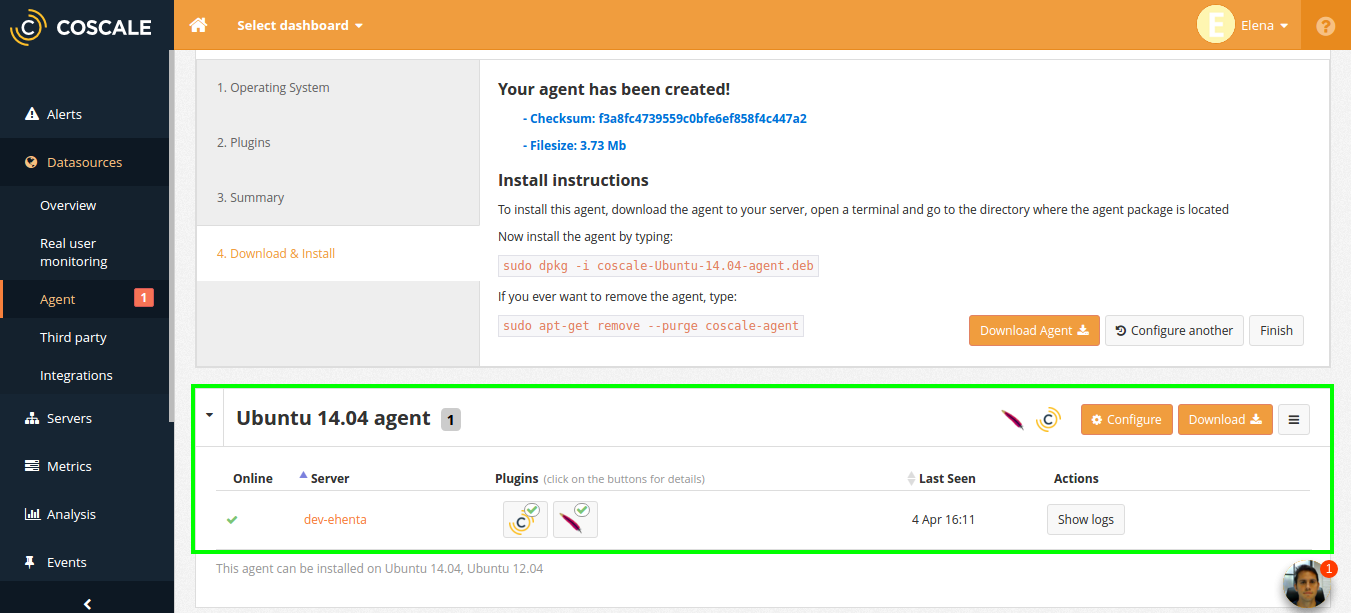 COSCALE
Select dashboard
E
Elena
?
Alerts
Datasources
Overview
Real user
monitoring
Agent
1
Third party
Integrations
Servers
Metrics
Analysis
Events
1. Operating System
2. Plugins
3. Summary
4. Download & Install
Your agent has been created!
- Checksum: f3a8fc4739559c0bfe6ef858f4c447a2
- Filesize: 3.73 Mb
Install instructions
To install this agent, download the agent to your server, open a terminal and go to the directory where the agent package is located
Now install the agent by typing:
sudo dpkg -i coscale-Ubuntu-14.04-agent.deb
If you ever want to remove the agent, type:
sudo apt-get remove --purge coscale-agent
Download Agent
Configure another
Finish
Ubuntu 14.04 agent 1
Configure
Download
Online
Server
Plugins (click on the buttons for details)
Last Seen
Actions
dev-ehenta
4 Apr 16:11
Show logs
This agent can be installed on Ubuntu 14.04, Ubuntu 12.04
1